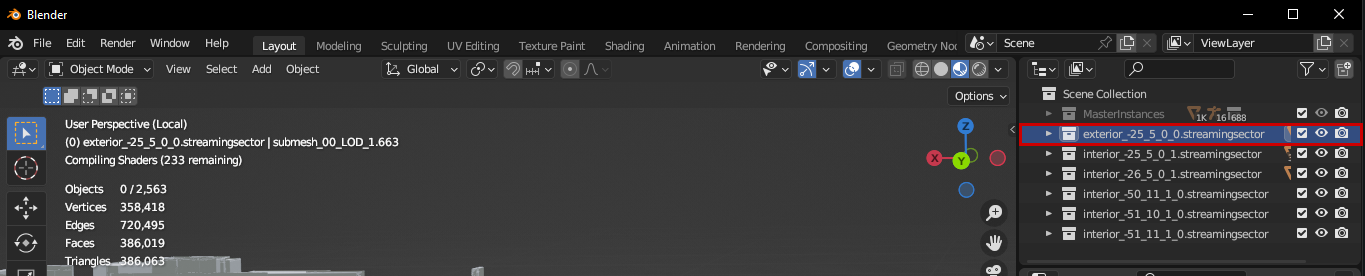 Blender
File Edit Render Window Help Layout Modeling Sculpting UV Editing Texture Paint Shading Animation Rendering Compositing Geometry Noc Scene ViewLayer
Object Mode View Select Add Object Global
Options
User Perspective (Local)
(0) exterior_-25_5_0_0.streamingsector | submesh_00_LOD_1.663
Compiling Shaders (233 remaining)
Objects 0 / 2,563
Vertices 358,418
Edges 720,495
Faces 386,019
Triangles 386,063
Z
X
Y
Scene Collection
MasterInstances 1K 16 688
exterior_-25_5_0_0.streamingsector
interior_-25_5_0_1.streamingsector
interior_-26_5_0_1.streamingsector
interior_-50_11_1_0.streamingsector
interior_-51_10_1_0.streamingsector
interior_-51_11_1_0.streamingsector